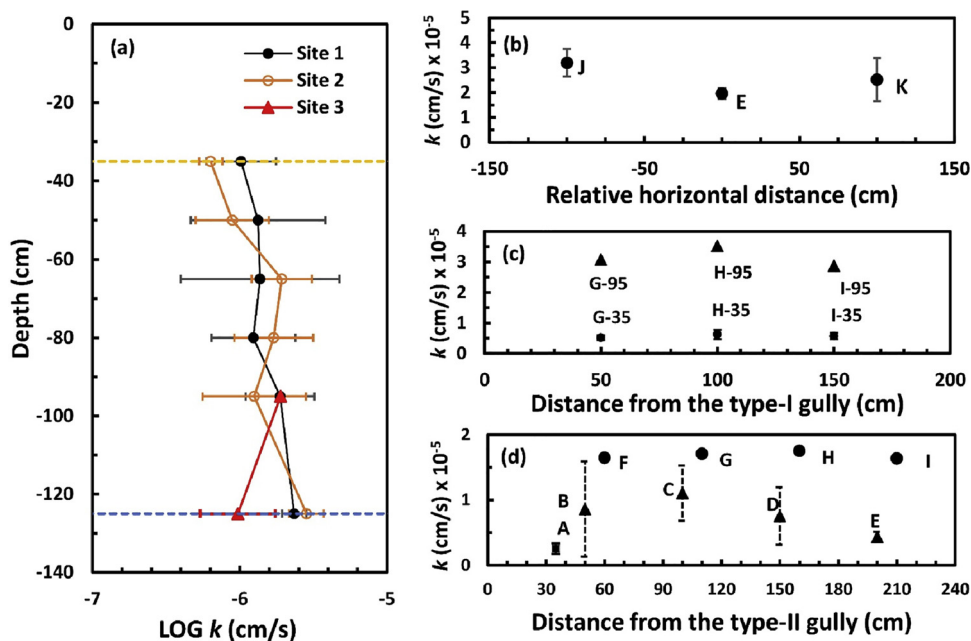 (a)
Site 1
Site 2
Site 3
0
-20
-40
-60
-80
-100
-120
-140
Depth (cm)
-7
-6
-5
LOG k (cm/s)
(b)
k (cm/s) x 10-5
5
4
3
2
1
0
J
E
K
-150
-100
-50
0
50
100
150
Relative horizontal distance (cm)
(c)
k (cm/s) x 10-5
4
3
2
1
0
G-95
H-95
I-95
G-35
H-35
I-35
0
50
100
150
200
Distance from the type-I gully (cm)
(d)
k (cm/s) x 10-5
2
1
0
F
G
H
I
B
A
C
D
E
0
30
60
90
120
150
180
210
240
Distance from the type-II gully (cm)